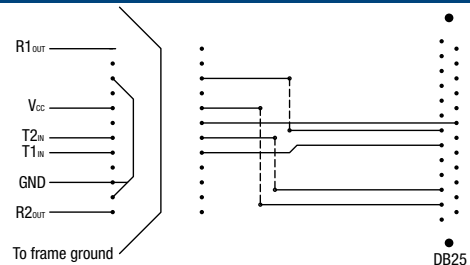 R1OUT
VCC
T2IN
T1IN
GND
R2OUT
To frame ground
DB25